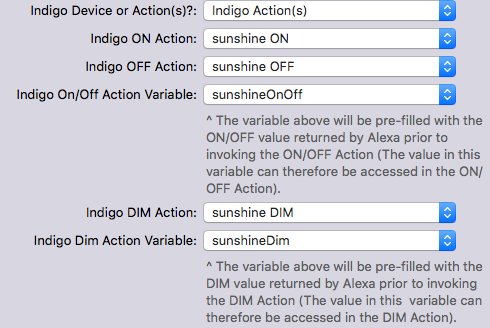 Indigo Device or Action(s)?: Indigo Action(s)
Indigo ON Action: sunshine ON
Indigo OFF Action: sunshine OFF
Indigo On/Off Action Variable: sunshineOnOff
^ The variable above will be pre-filled with the
ON/OFF value returned by Alexa prior to
invoking the ON/OFF Action (The value in this
variable can therefore be accessed in the ON/
OFF Action).
Indigo DIM Action: sunshine DIM
Indigo Dim Action Variable: sunshineDim
^ The variable above will be pre-filled with the
DIM value returned by Alexa prior to invoking
the DIM Action (The value in this  variable can
therefore be accessed in the DIM Action).